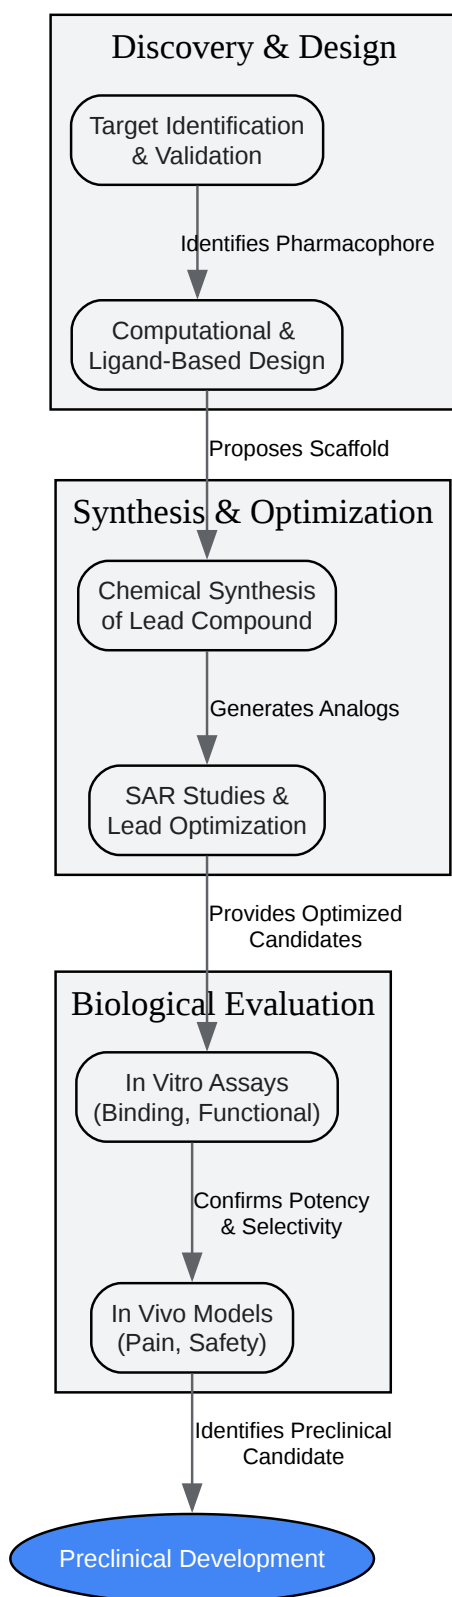 Discovery & Design
Target Identification
& Validation
Identifies Pharmacophore
Computational &
Ligand-Based Design
Proposes Scaffold
Synthesis & Optimization
Chemical Synthesis
of Lead Compound
Generates Analogs
SAR Studies &
Lead Optimization
Provides Optimized
Candidates
Biological Evaluation
In Vitro Assays
(Binding, Functional)
Confirms Potency
& Selectivity
In Vivo Models
(Pain, Safety)
Identifies Preclinical
Candidate
Preclinical Development